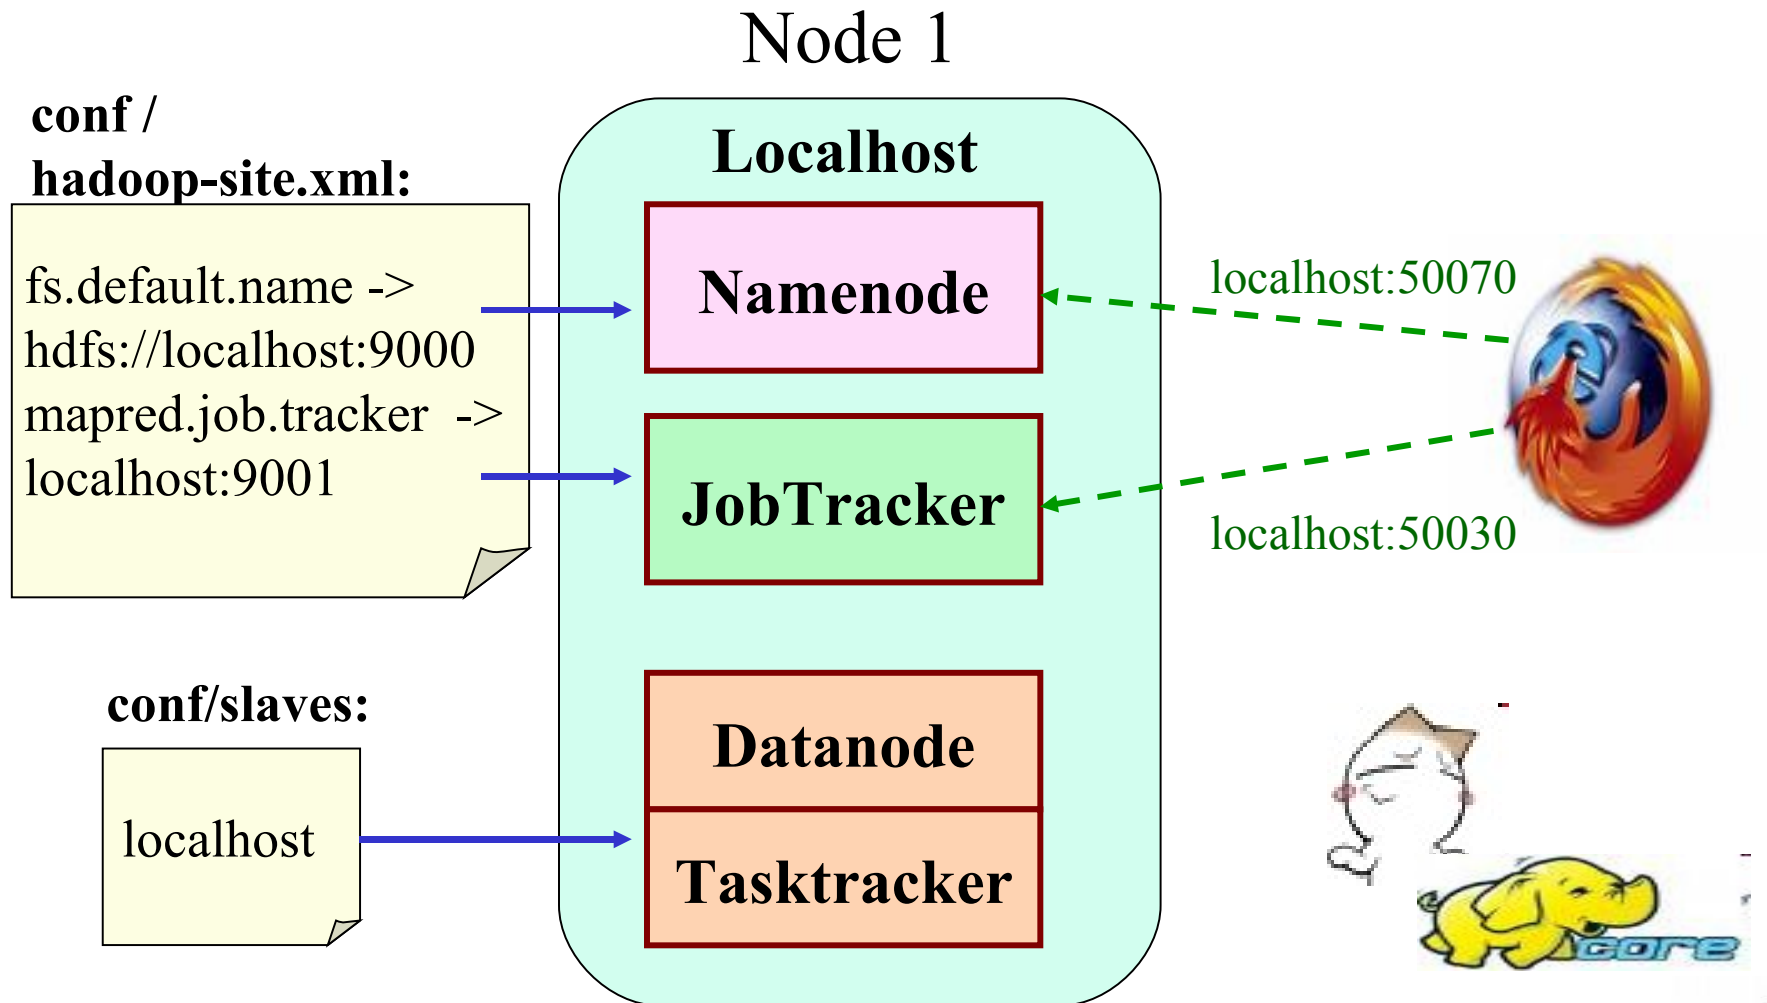 Node 1
conf /
hadoop-site.xml:
fs.default.name ->
hdfs://localhost:9000
mapred.job.tracker  ->
localhost:9001
Localhost
Namenode
JobTracker
Datanode
Tasktracker
localhost:50070
localhost:50030
conf/slaves:
localhost
core